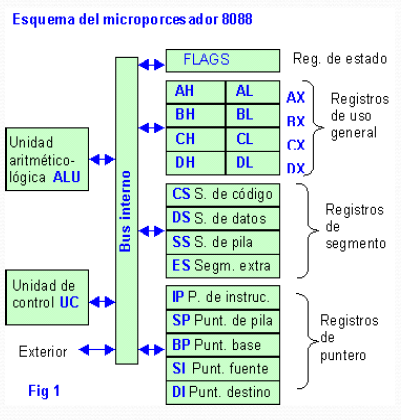 Esquema del microporcesador 8088
FLAGS
Reg. de estado
AH AL AX
BH BL BX
CH CL CX
DH DL DX
Registros
de uso
general
Unidad
aritmético-
lógica ALU
Bus interno
CS S. de código
DS S. de datos
SS S. de pila
ES Segm. extra
Registros
de
segmento
Unidad de
control UC
Exterior
IP P. de instruc.
SP Punt. de pila
BP Punt. base
SI Punt. fuente
DI Punt. destino
Registros
de
puntero
Fig 1